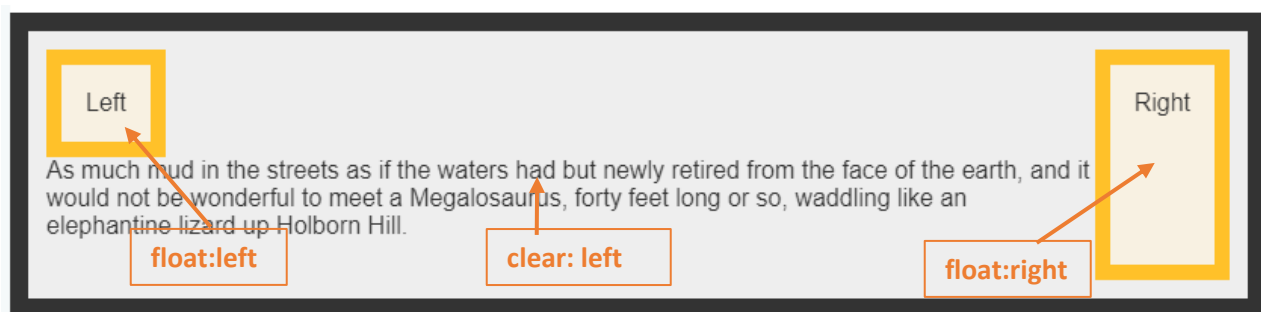 Left
Right
As much mud in the streets as if the waters had but newly retired from the face of the earth, and it
would not be wonderful to meet a Megalosaurus, forty feet long or so, waddling like an
elephantine lizard up Holborn Hill.
float:left
clear: left
float:right